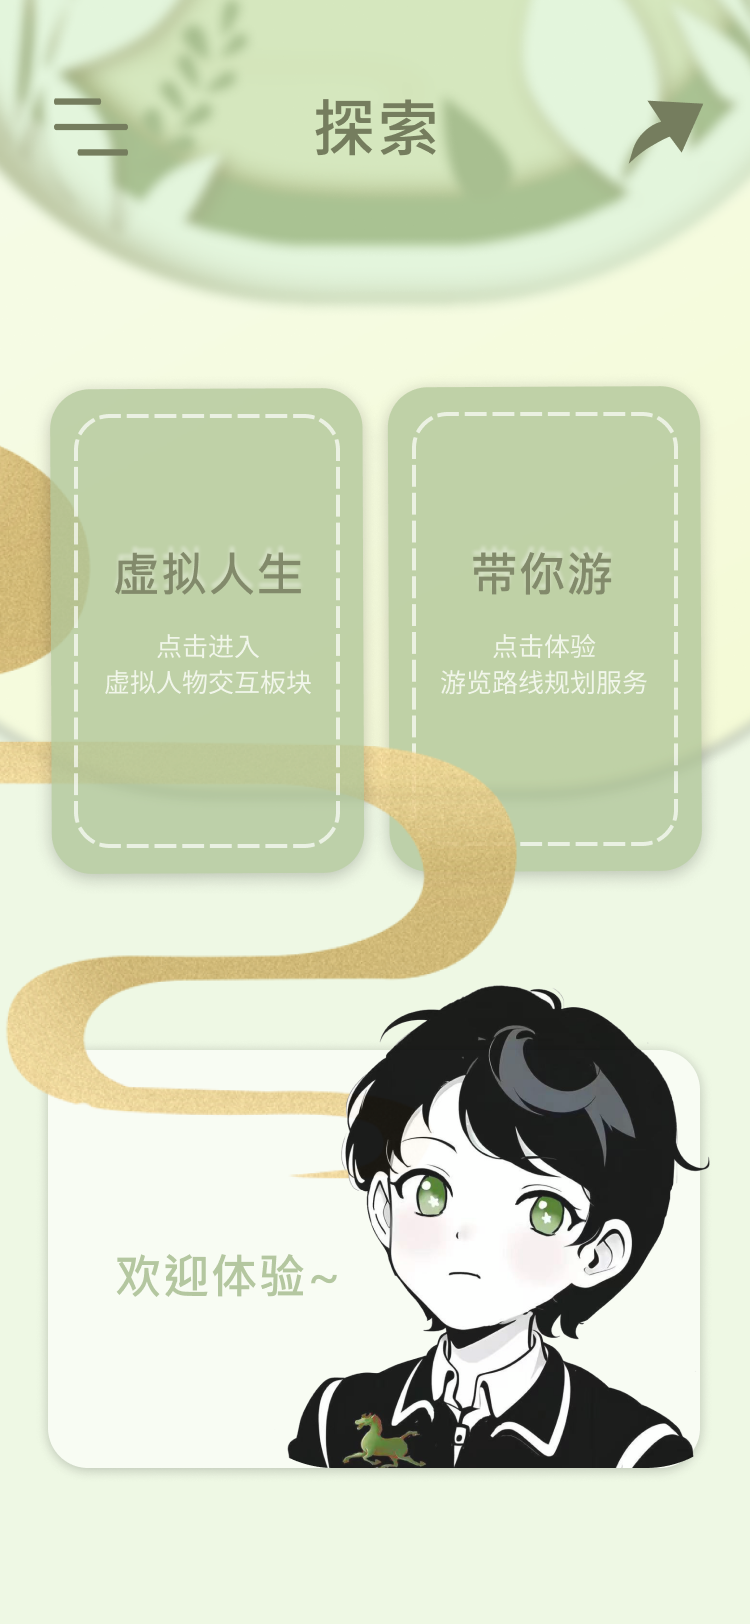 探索
虚拟人生
点击进入
虚拟人物交互板块
带你游
点击体验
游览路线规划服务
欢迎体验~